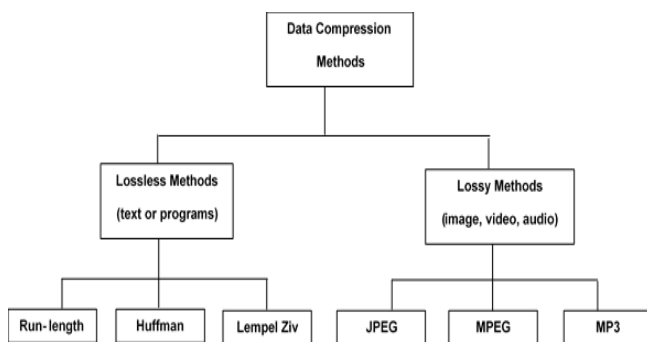 Data Compression
Methods
Lossless Methods
(text or programs)
Lossy Methods
(image, video, audio)
Run- length
Huffman
Lempel Ziv
JPEG
MPEG
MP3